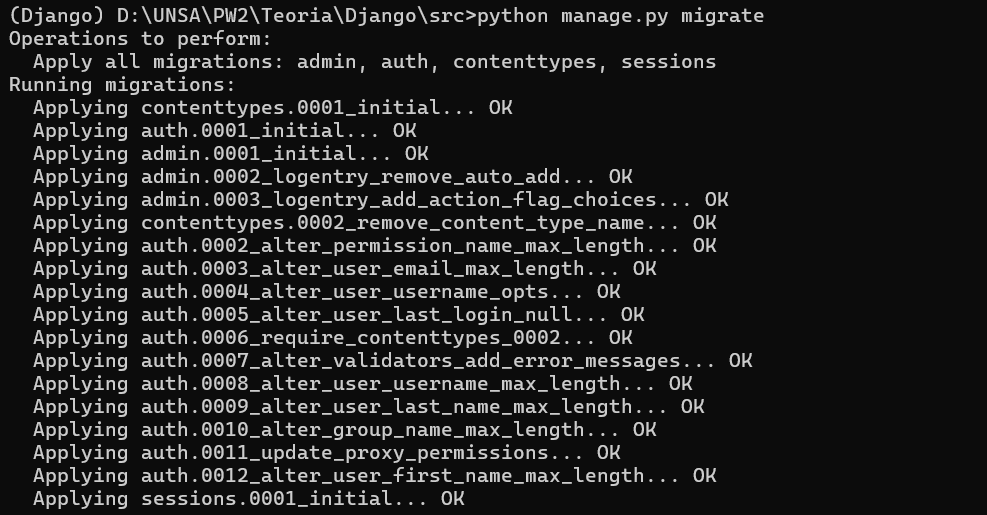 (Django) D:\UNSA\PW2\Teoria\Django\src>python manage.py migrate
Operations to perform:
  Apply all migrations: admin, auth, contenttypes, sessions
Running migrations:
  Applying contenttypes.0001_initial... OK
  Applying auth.0001_initial... OK
  Applying admin.0001_initial... OK
  Applying admin.0002_logentry_remove_auto_add... OK
  Applying admin.0003_logentry_add_action_flag_choices... OK
  Applying contenttypes.0002_remove_content_type_name... OK
  Applying auth.0002_alter_permission_name_max_length... OK
  Applying auth.0003_alter_user_email_max_length... OK
  Applying auth.0004_alter_user_username_opts... OK
  Applying auth.0005_alter_user_last_login_null... OK
  Applying auth.0006_require_contenttypes_0002... OK
  Applying auth.0007_alter_validators_add_error_messages... OK
  Applying auth.0008_alter_user_username_max_length... OK
  Applying auth.0009_alter_user_last_name_max_length... OK
  Applying auth.0010_alter_group_name_max_length... OK
  Applying auth.0011_update_proxy_permissions... OK
  Applying auth.0012_alter_user_first_name_max_length... OK
  Applying sessions.0001_initial... OK